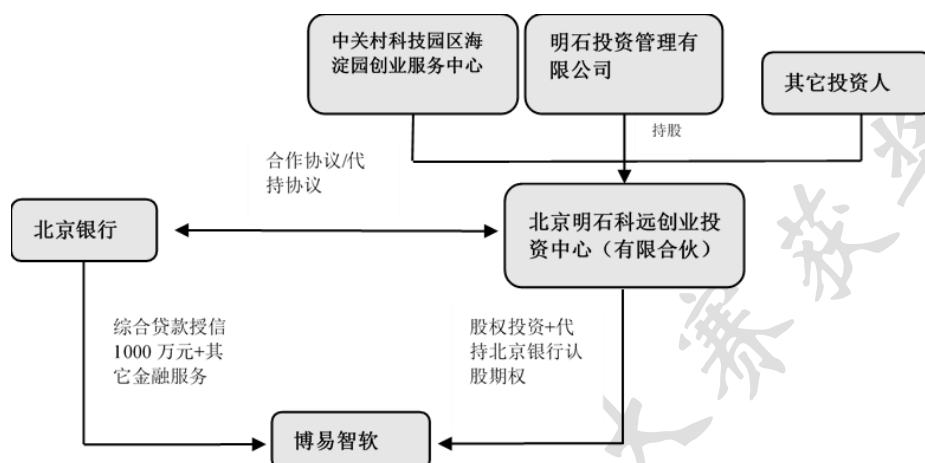 中关村科技园区海
淀园创业服务中心
明石投资管理有
限公司
其它投资人
持股
合作协议/代
持协议
北京银行
北京明石科远创业投
资中心（有限合伙）
综合贷款授信
1000 万元+其
它金融服务
股权投资+代
持北京银行认
股期权
博易智软
大赛获奖